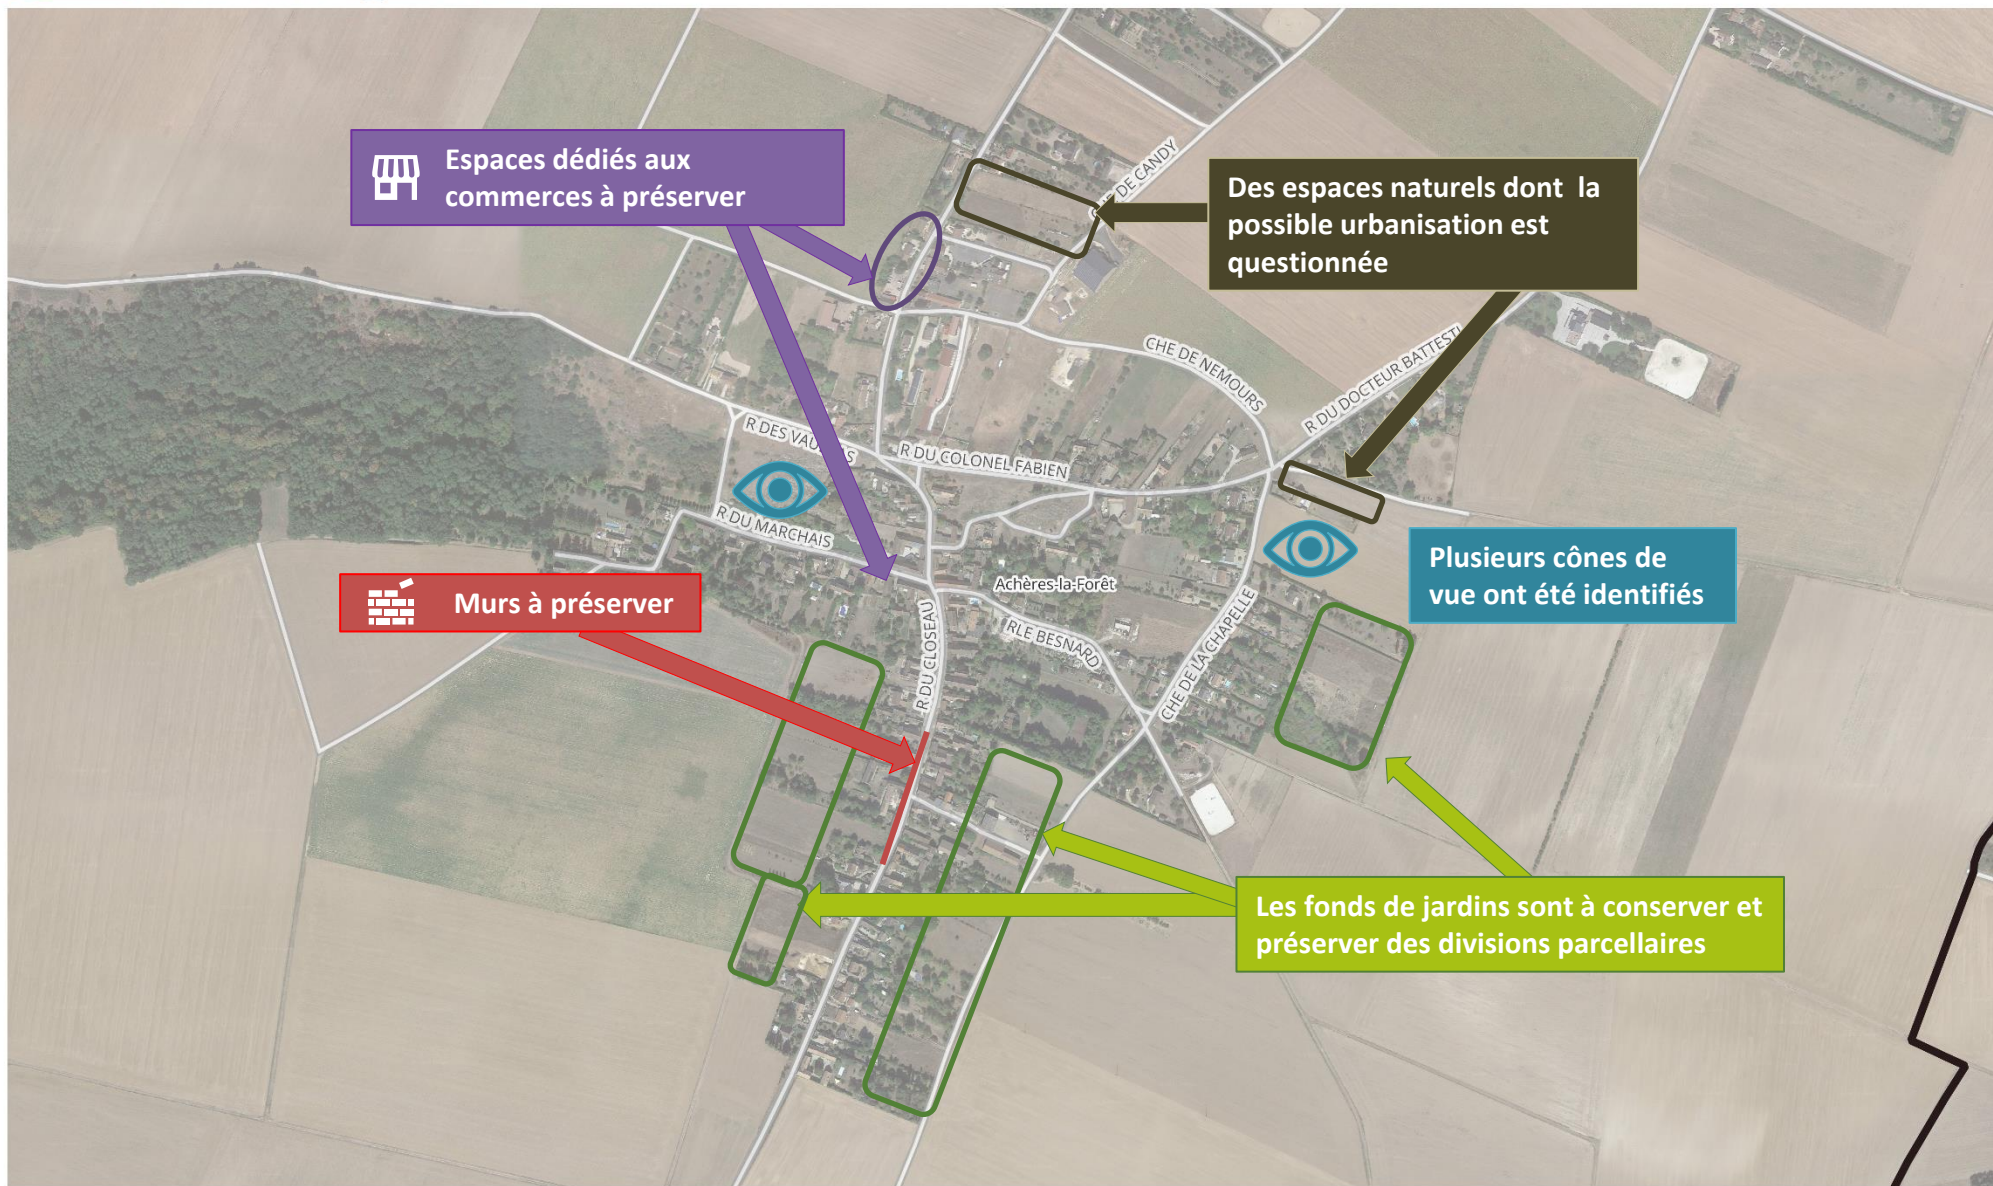 Espaces dédiés aux
commerces à préserver
Des espaces naturels dont la
possible urbanisation est
questionnée
DE CANDY
CHE DE NEMOURS
R DU DOCTEUR BATTESTI
R DES
R DU COLONEL FABIEN
R DU MARCHAIS
Plusieurs cônes de
vue ont été identifiés
Achères-la-Forêt
Murs à préserver
R DU CLOSEAU
RLE BESNARD
CHE DE LA CHAPELLE
Les fonds de jardins sont à conserver et
préserver des divisions parcellaires